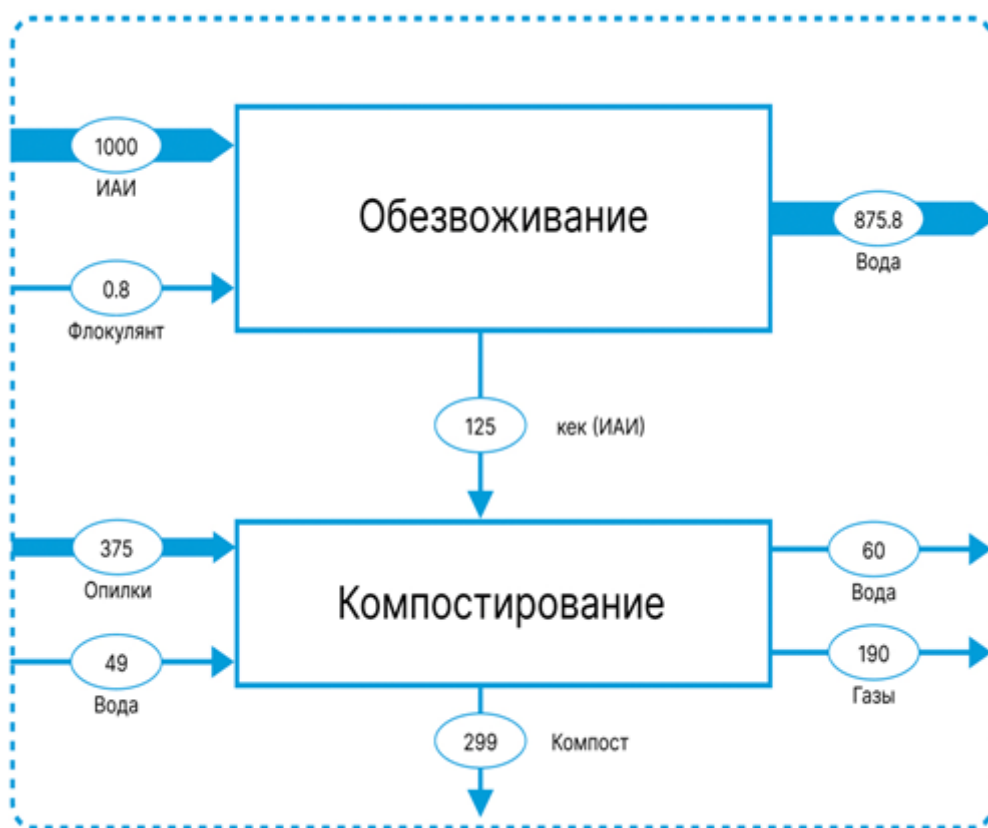 1000
ИАИ
Обезвоживание
875.8
Вода
0.8
Флокулянт
125 кек (ИАИ)
375
Опилки
60
Вода
Компостирование
49
Вода
190
Газы
299 Компост